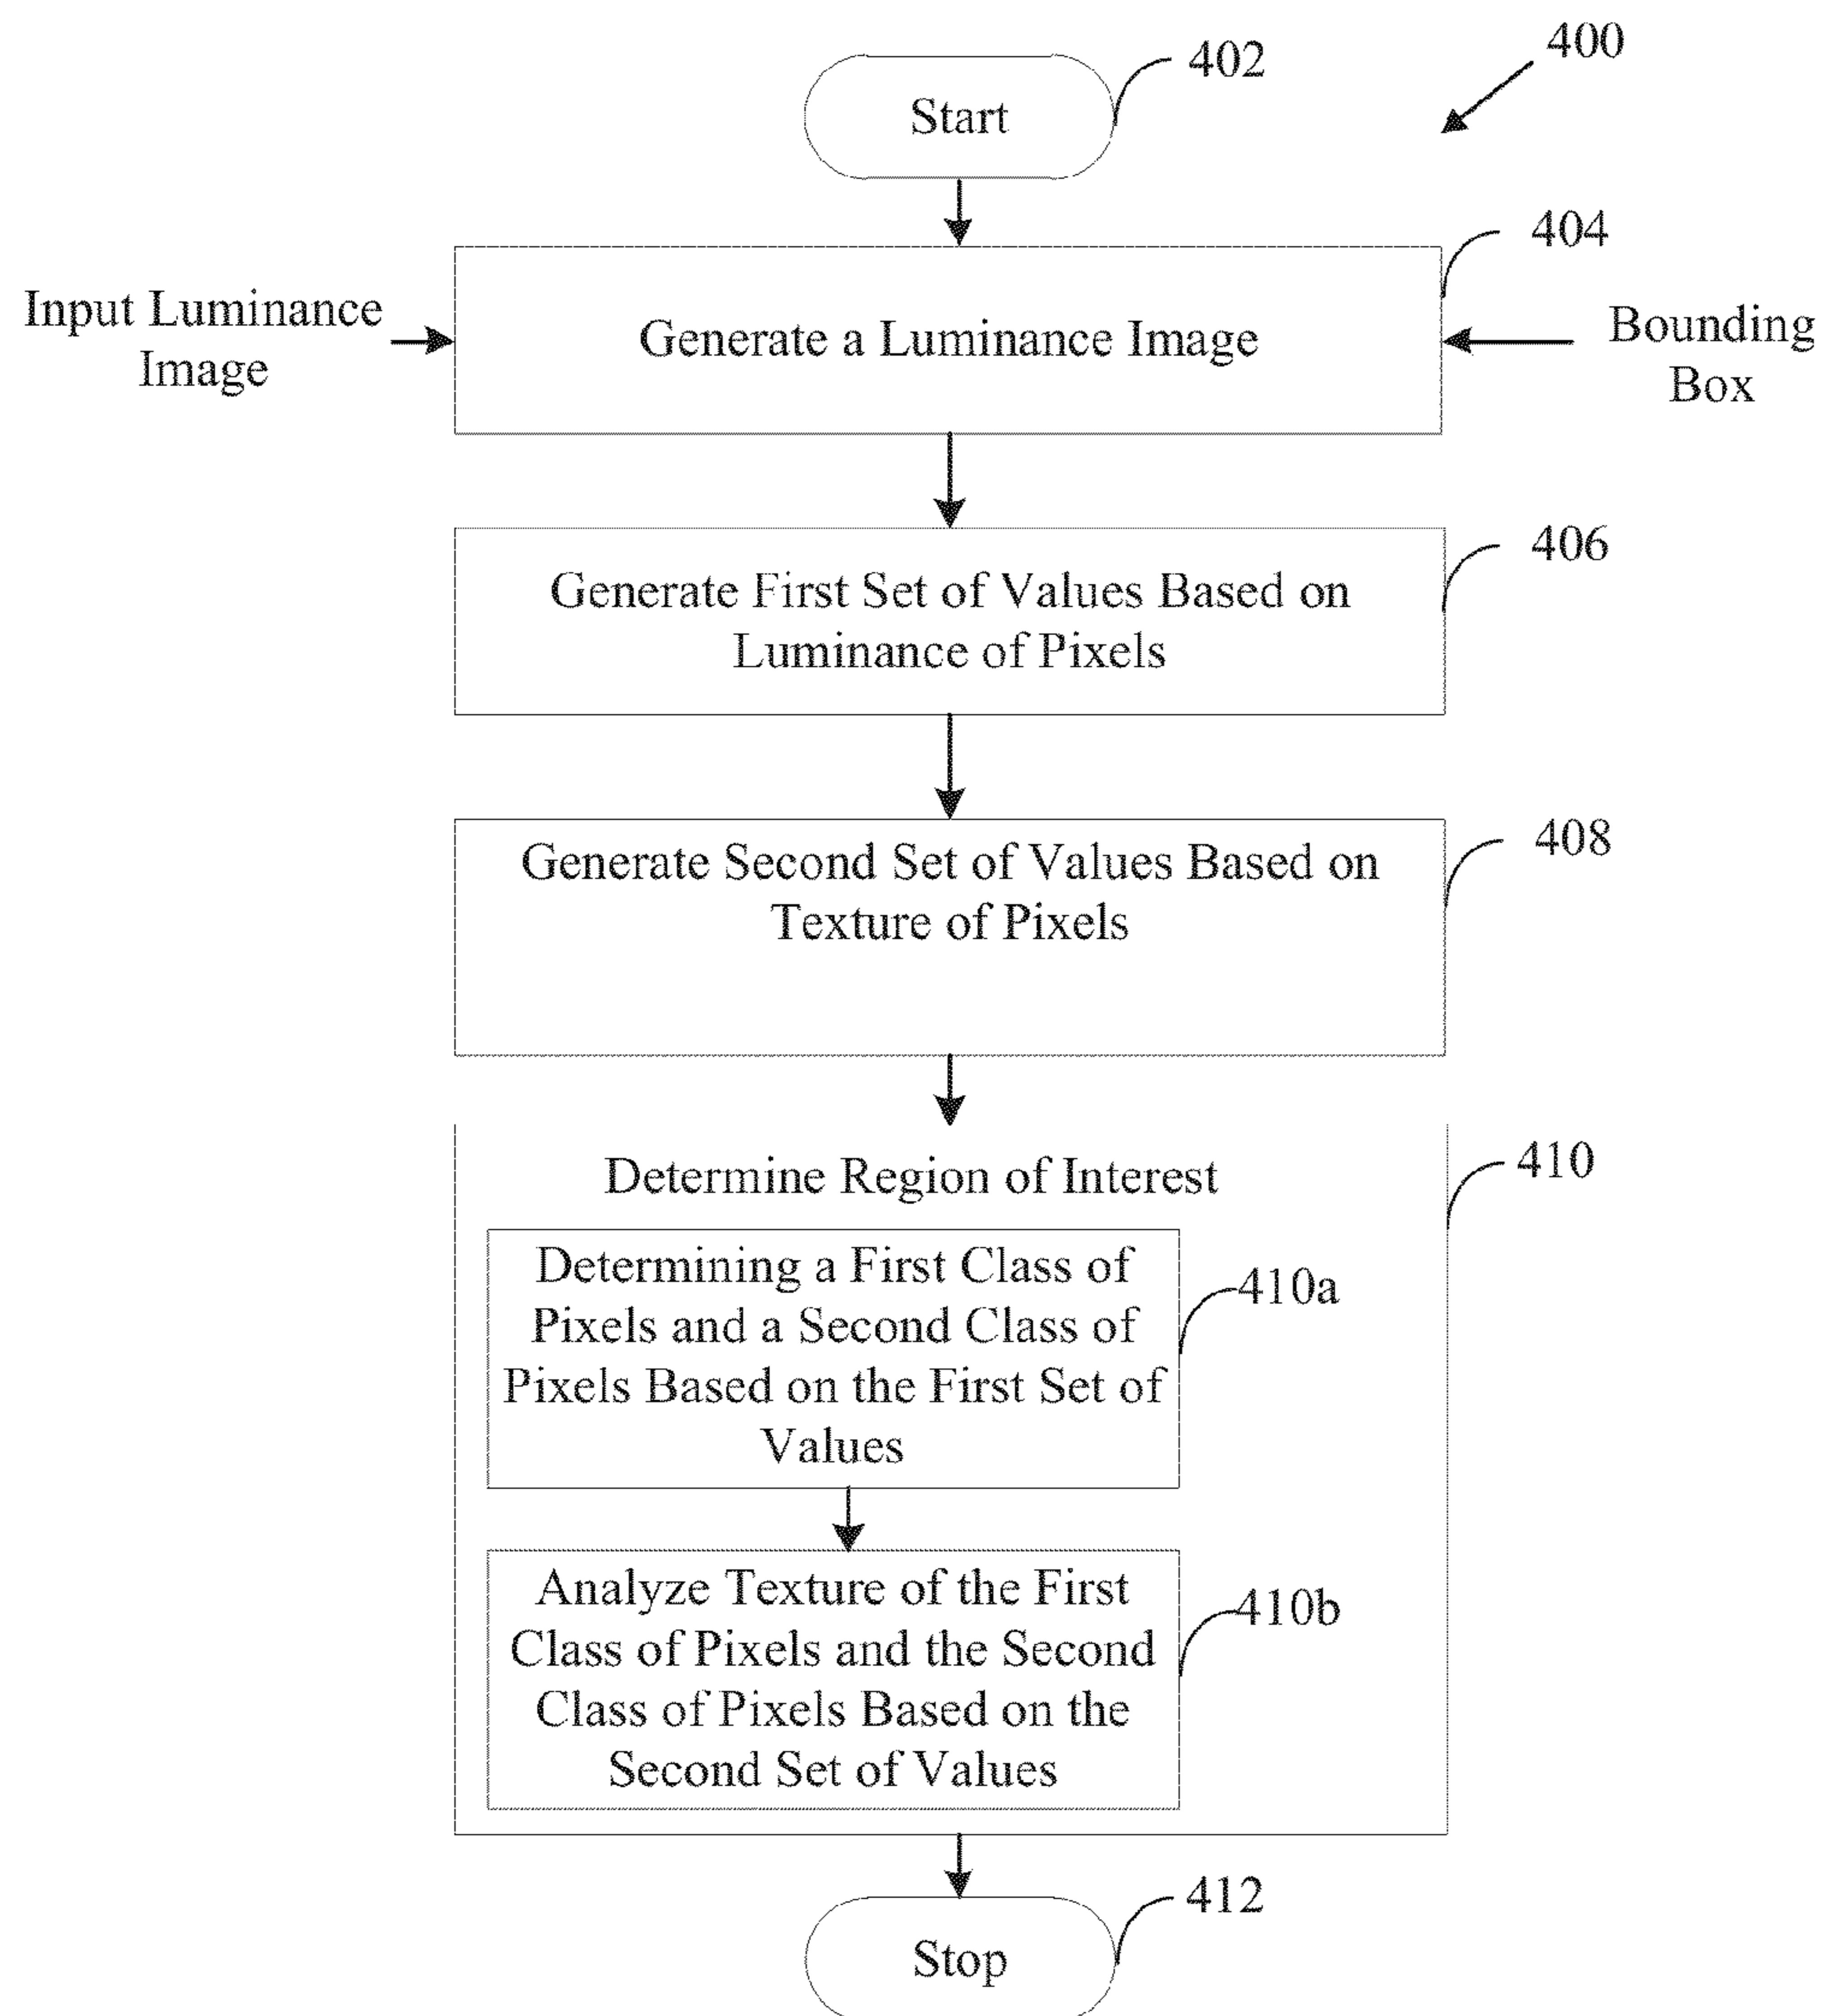 400
402
Start
404
Input Luminance
Image
Generate a Luminance Image
Bounding
Box
406
Generate First Set of Values Based on
Luminance of Pixels
408
Generate Second Set of Values Based on
Texture of Pixels
410
Determine Region of Interest
410a
Determining a First Class of
Pixels and a Second Class of
Pixels Based on the First Set of
Values
410b
Analyze Texture of the First
Class of Pixels and the Second
Class of Pixels Based on the
Second Set of Values
412
Stop